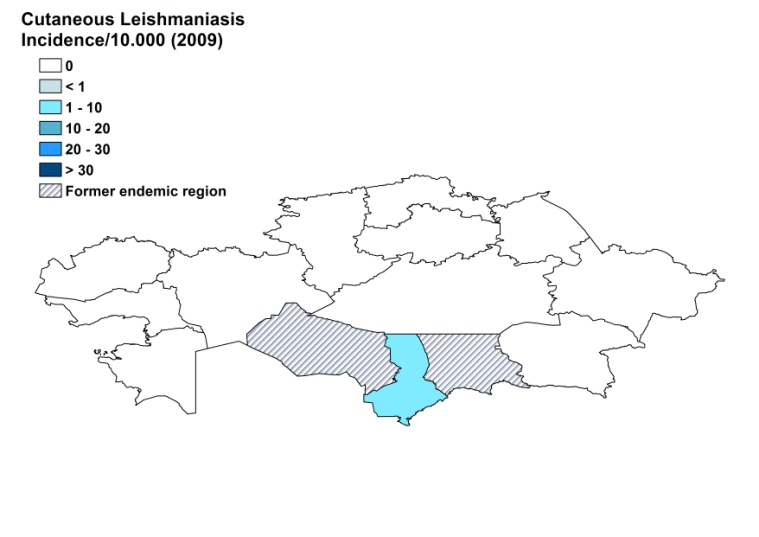 Cutaneous Leishmaniasis
Incidence/10.000 (2009)
0
< 1
1 - 10
10 - 20
20 - 30
> 30
Former endemic region